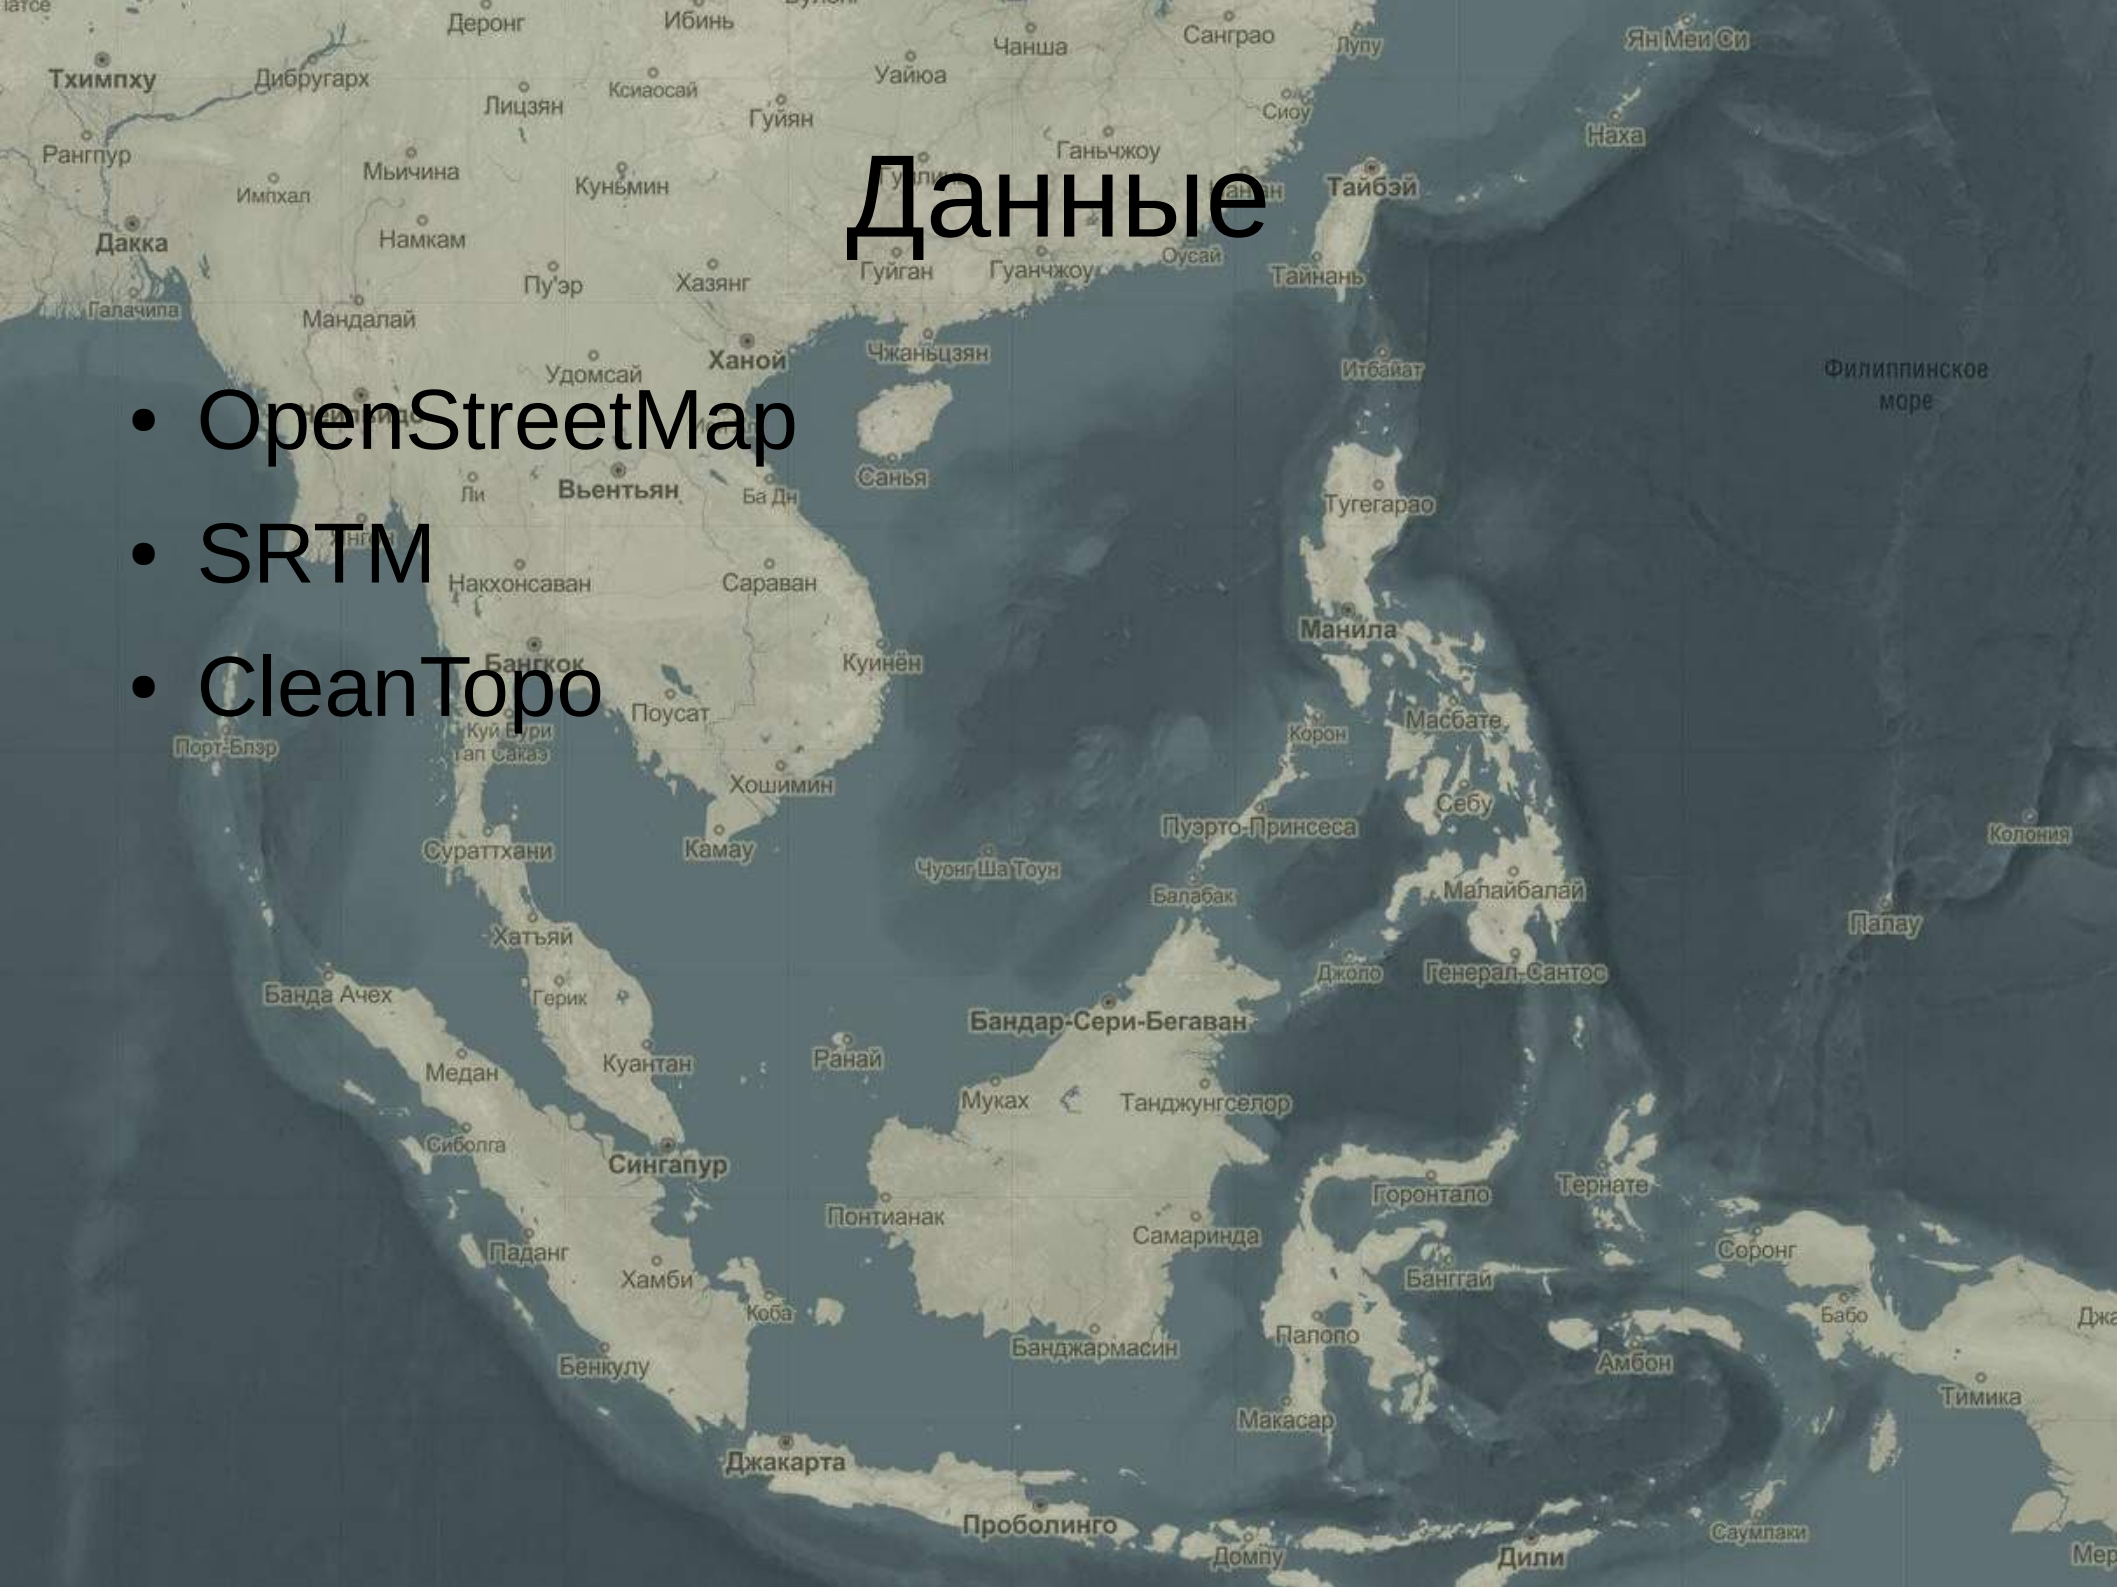 латсе
Деронг
Ибинь
Чанша
Санграо
Лупу
Ян Меи Си
Тхимпху
Дибругарх
Лицзян
Ксиаосай
Уайюа
Гуйян
Сиоу
Наха
Рангпур
Импхал
Мьичина
Куньмин
Ганьчжоу
Данные
Тайбэй
Дакка
Намкам
Пу'эр
Хазянг
Гуйган
Гуанчжоу
Оусай
Тайнань
Галачипа
Мандалай
Удомсай
Ханой
Чжаньцзян
Итбайат
Филиппинское
море
• OpenStreetMap
Ли
Вьентьян
Ба Дн
Санья
Тугегарао
• SRTM
Накхонсаван
Сараван
Манила
Бангкок
Куинён
• CleanTopo
Поусат
Корон
Масбате
Порт-Блэр
Хошимин
Себу
Пуэрто-Принсеса
Колония
Сураттхани
Камау
Чуонг Ша Тоун
Балабак
Малайбалай
Палау
Хатъяй
Джоло
Генерал-Сантос
Банда Ачех
Герик
Бандар-Сери-Бегаван
Медан
Куантан
Ранай
Муках
Танджунгселор
Сиболга
Сингапур
Горонтало
Тернате
Понтианак
Самаринда
Паданг
Хамби
Банггай
Соронг
Коба
Бабо
Джа
Бенкулу
Банджармасин
Палопо
Амбон
Тимика
Макасар
Джакарта
Проболинго
Домпу
Дили
Саумлаки
Мер